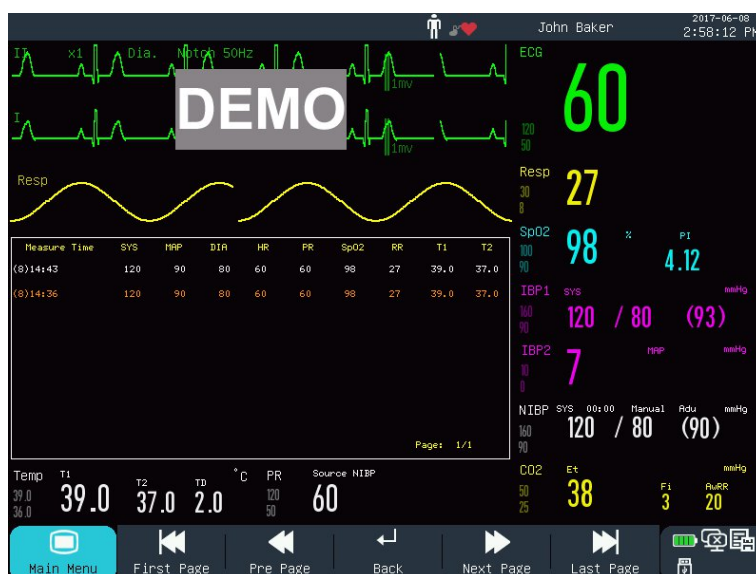 John Baker
2017-06-08
2:58:12 PM
II x1 Dia. Notch 50Hz
1mv
DEMO
I
1mv
Resp
Measure Time SYS MAP DIA HR PR SpO2 RR T1 T2
(8)14:43 120 90 80 60 60 98 27 39.0 37.0
(8)14:36 120 90 80 60 60 98 27 39.0 37.0
Page: 1/1
ECG
120
50
60
Resp
30
8
27
SpO2
100
90
98 %
PI
4.12
IBP1 SYS mmHg
160
90
120 / 80 (93)
IBP2 MAP mmHg
10
0
7
NIBP SYS 00:00 Manual Adu mmHg
160
90
120 / 80 (90)
Temp T1 T2 TD °C PR Source NIBP
39.0
36.0
39.0 37.0 2.0
120
50
60
CO2 Et mmHg
50
25
38
Fi AwRR
3 20
Main Menu First Page Pre Page Back Next Page Last Page